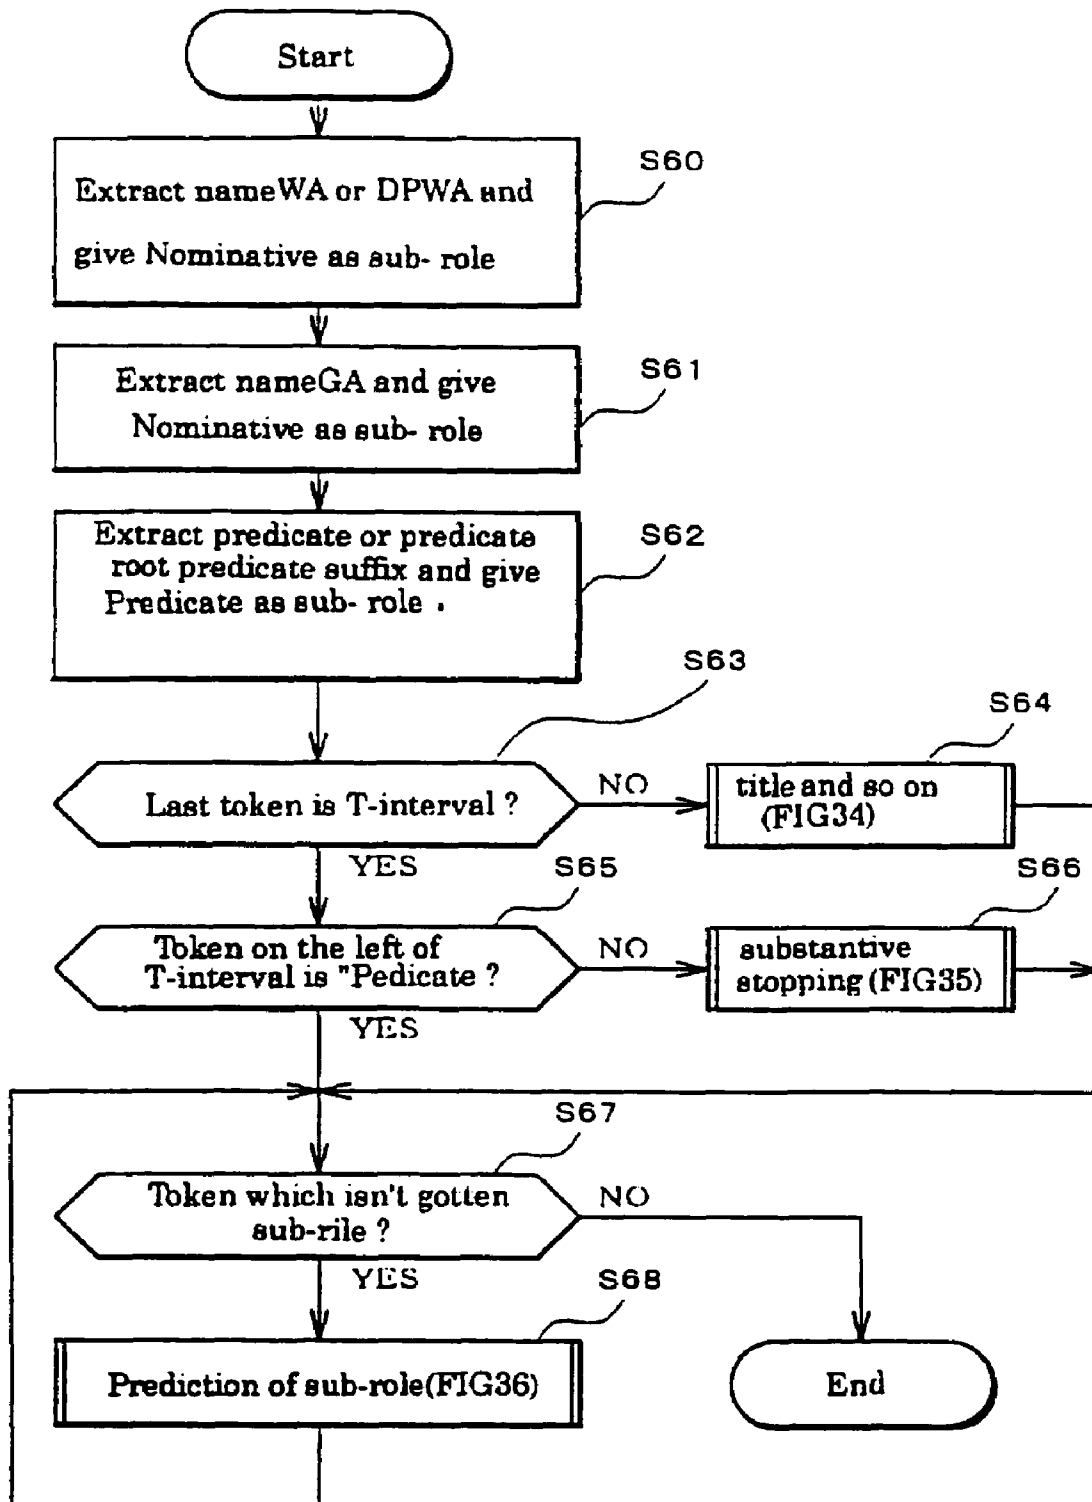 Start
S60
Extract nameWA or DPWA and
give Nominative as sub- role
S61
Extract nameGA and give
Nominative as sub- role
S62
Extract predicate or predicate
root predicate suffix and give
Predicate as sub- role .
S63
Last token is T-interval ?
NO
S64
title and so on
(FIG34)
YES
S65
Token on the left of
T-interval is "Pedicate ?
NO
S66
substantive
stopping (FIG35)
YES
S67
Token which isn't gotten
sub-rile ?
NO
YES
S68
Prediction of sub-role(FIG36)
End